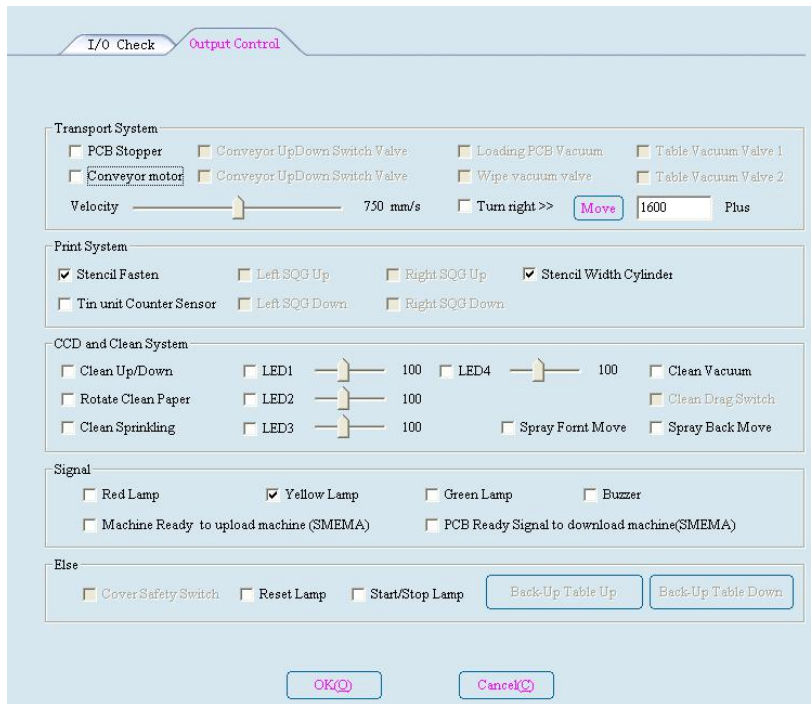 I/O Check Output Control
Transport System
PCB Stopper Conveyor UpDown Switch Valve Loading PCB Vacuum Table Vacuum Valve 1
Conveyor motor Conveyor UpDown Switch Valve Wipe vacuum valve Table Vacuum Valve 2
Velocity 750 mm/s Turn right >> Move 1600 Plus
Print System
Stencil Fasten Left SQG Up Right SQG Up Stencil Width Cylinder
Tin unit Counter Sensor Left SQG Down Right SQG Down
CCD and Clean System
Clean Up/Down LED1 100 LED4 100 Clean Vacuum
Rotate Clean Paper LED2 100 Clean Drag Switch
Clean Sprinkling LED3 100 Spray Fornt Move Spray Back Move
Signal
Red Lamp Yellow Lamp Green Lamp Buzzer
Machine Ready to upload machine (SMEMA) PCB Ready Signal to download machine(SMEMA)
Else
Cover Safety Switch Reset Lamp Start/Stop Lamp Back-Up Table Up Back-Up Table Down
OK(O) Cancel(C)